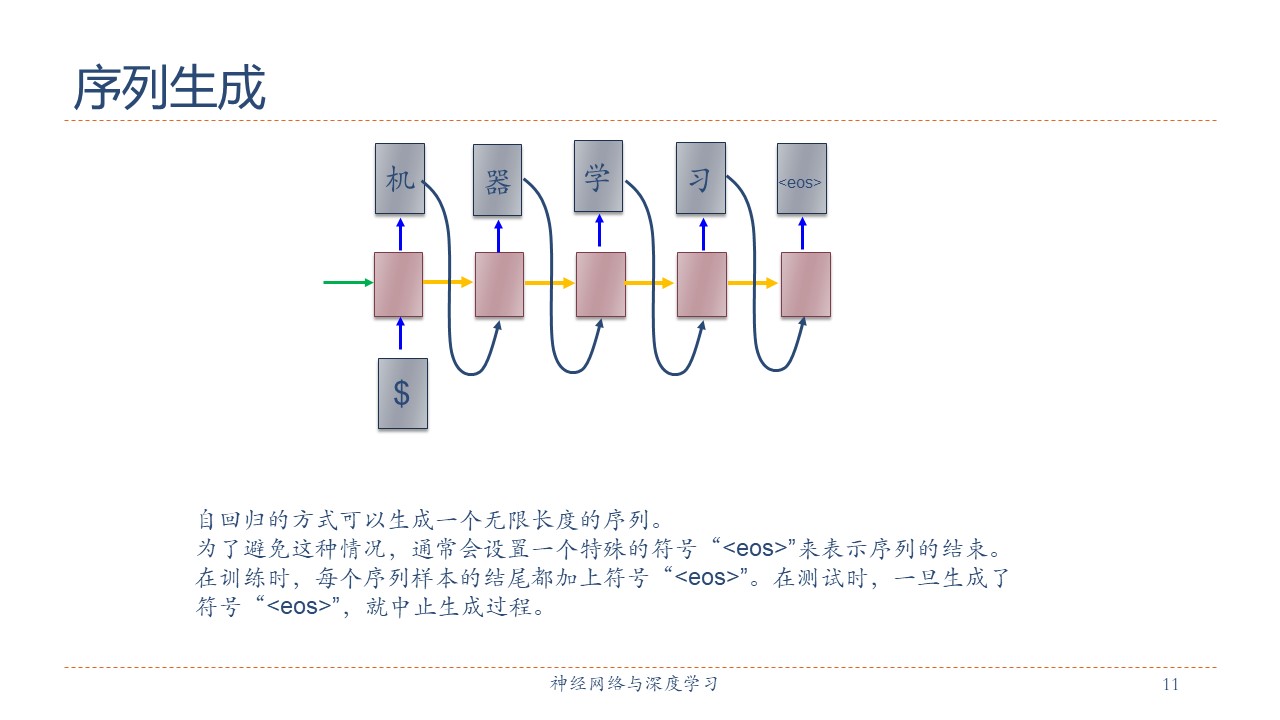 序列生成
机 器 学 习 <eos>
$
自回归的方式可以生成一个无限长度的序列。
为了避免这种情况，通常会设置一个特殊的符号“<eos>”来表示序列的结束。
在训练时，每个序列样本的结尾都加上符号“<eos>”。在测试时，一旦生成了
符号“<eos>”，就中止生成过程。
神经网络与深度学习
11